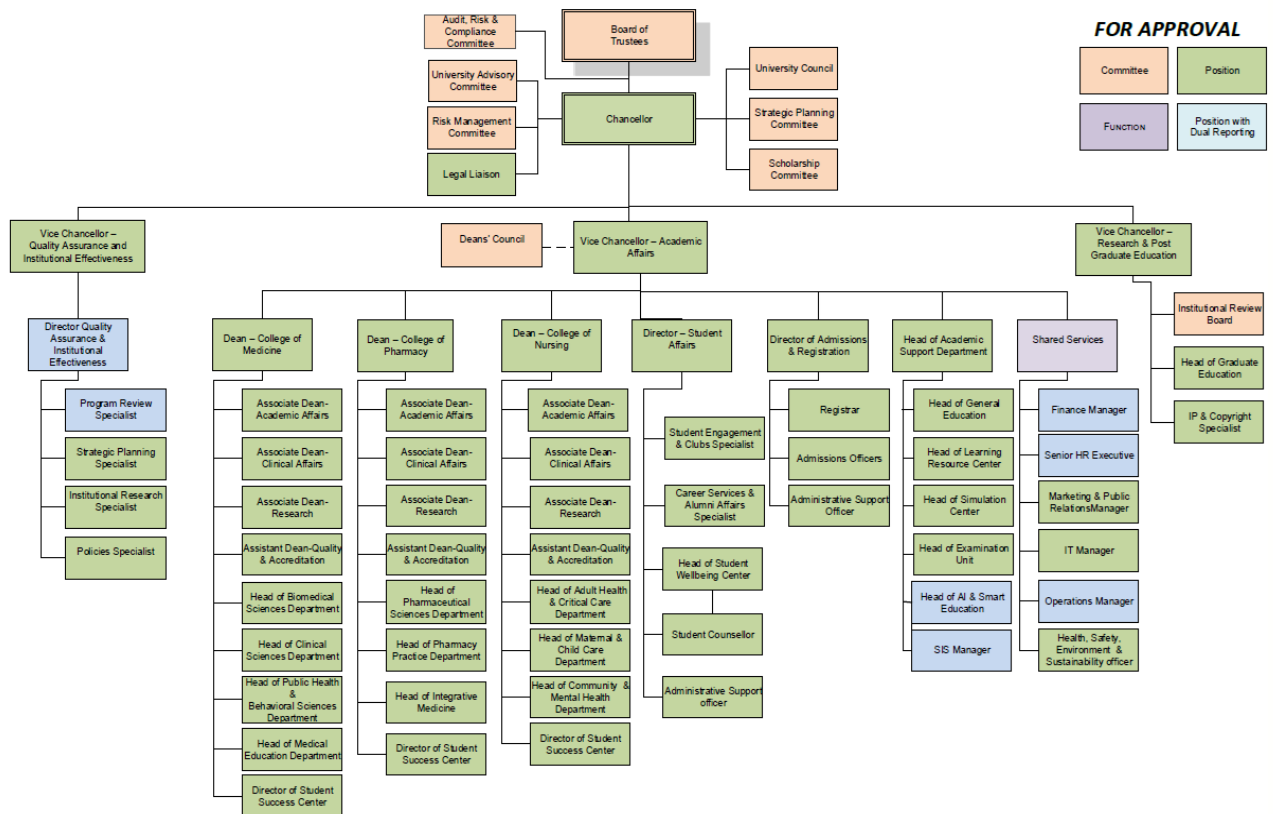 Audit, Risk &
Compliance
Committee
Board of
Trustees
FOR APPROVAL
Committee
Position
FUNCTION
Position with
Dual Reporting
University Advisory
Committee
University Council
Risk Management
Committee
Chancellor
Strategic Planning
Committee
Legal Liaison
Scholarship
Committee
Vice Chancellor –
Quality Assurance and
Institutional Effectiveness
Deans' Council
Vice Chancellor – Academic
Affairs
Vice Chancellor –
Research & Post
Graduate Education
Director Quality
Assurance &
Institutional
Effectiveness
Program Review
Specialist
Strategic Planning
Specialist
Institutional Research
Specialist
Policies Specialist
Dean – College of
Medicine
Associate Dean-
Academic Affairs
Associate Dean-
Clinical Affairs
Associate Dean-
Research
Assistant Dean-Quality
& Accreditation
Head of Biomedical
Sciences Department
Head of Clinical
Sciences Department
Head of Public Health
&
Behavioral Sciences
Department
Head of Medical
Education Department
Director of Student
Success Center
Dean – College of
Pharmacy
Associate Dean-
Academic Affairs
Associate Dean-
Clinical Affairs
Associate Dean-
Research
Assistant Dean-Quality
& Accreditation
Head of
Pharmaceutical
Sciences Department
Head of Pharmacy
Practice Department
Head of Integrative
Medicine
Director of Student
Success Center
Dean – College of
Nursing
Associate Dean-
Academic Affairs
Associate Dean-
Clinical Affairs
Associate Dean-
Research
Assistant Dean-Quality
& Accreditation
Head of Adult Health
& Critical Care
Department
Head of Maternal &
Child Care
Department
Head of Community &
Mental Health
Department
Director of Student
Success Center
Director – Student
Affairs
Student Engagement
& Clubs Specialist
Career Services &
Alumni Affairs
Specialist
Head of Student
Wellbeing Center
Student Counsellor
Administrative Support
officer
Director of Admissions
& Registration
Registrar
Admissions Officers
Administrative Support
Officer
Head of Academic
Support Department
Head of General
Education
Head of Learning
Resource Center
Head of Simulation
Center
Head of Examination
Unit
Head of AI & Smart
Education
SIS Manager
Shared Services
Finance Manager
Senior HR Executive
Marketing & Public
RelationsManager
IT Manager
Operations Manager
Health, Safety,
Environment &
Sustainability officer
Institutional Review
Board
Head of Graduate
Education
IP & Copyright
Specialist